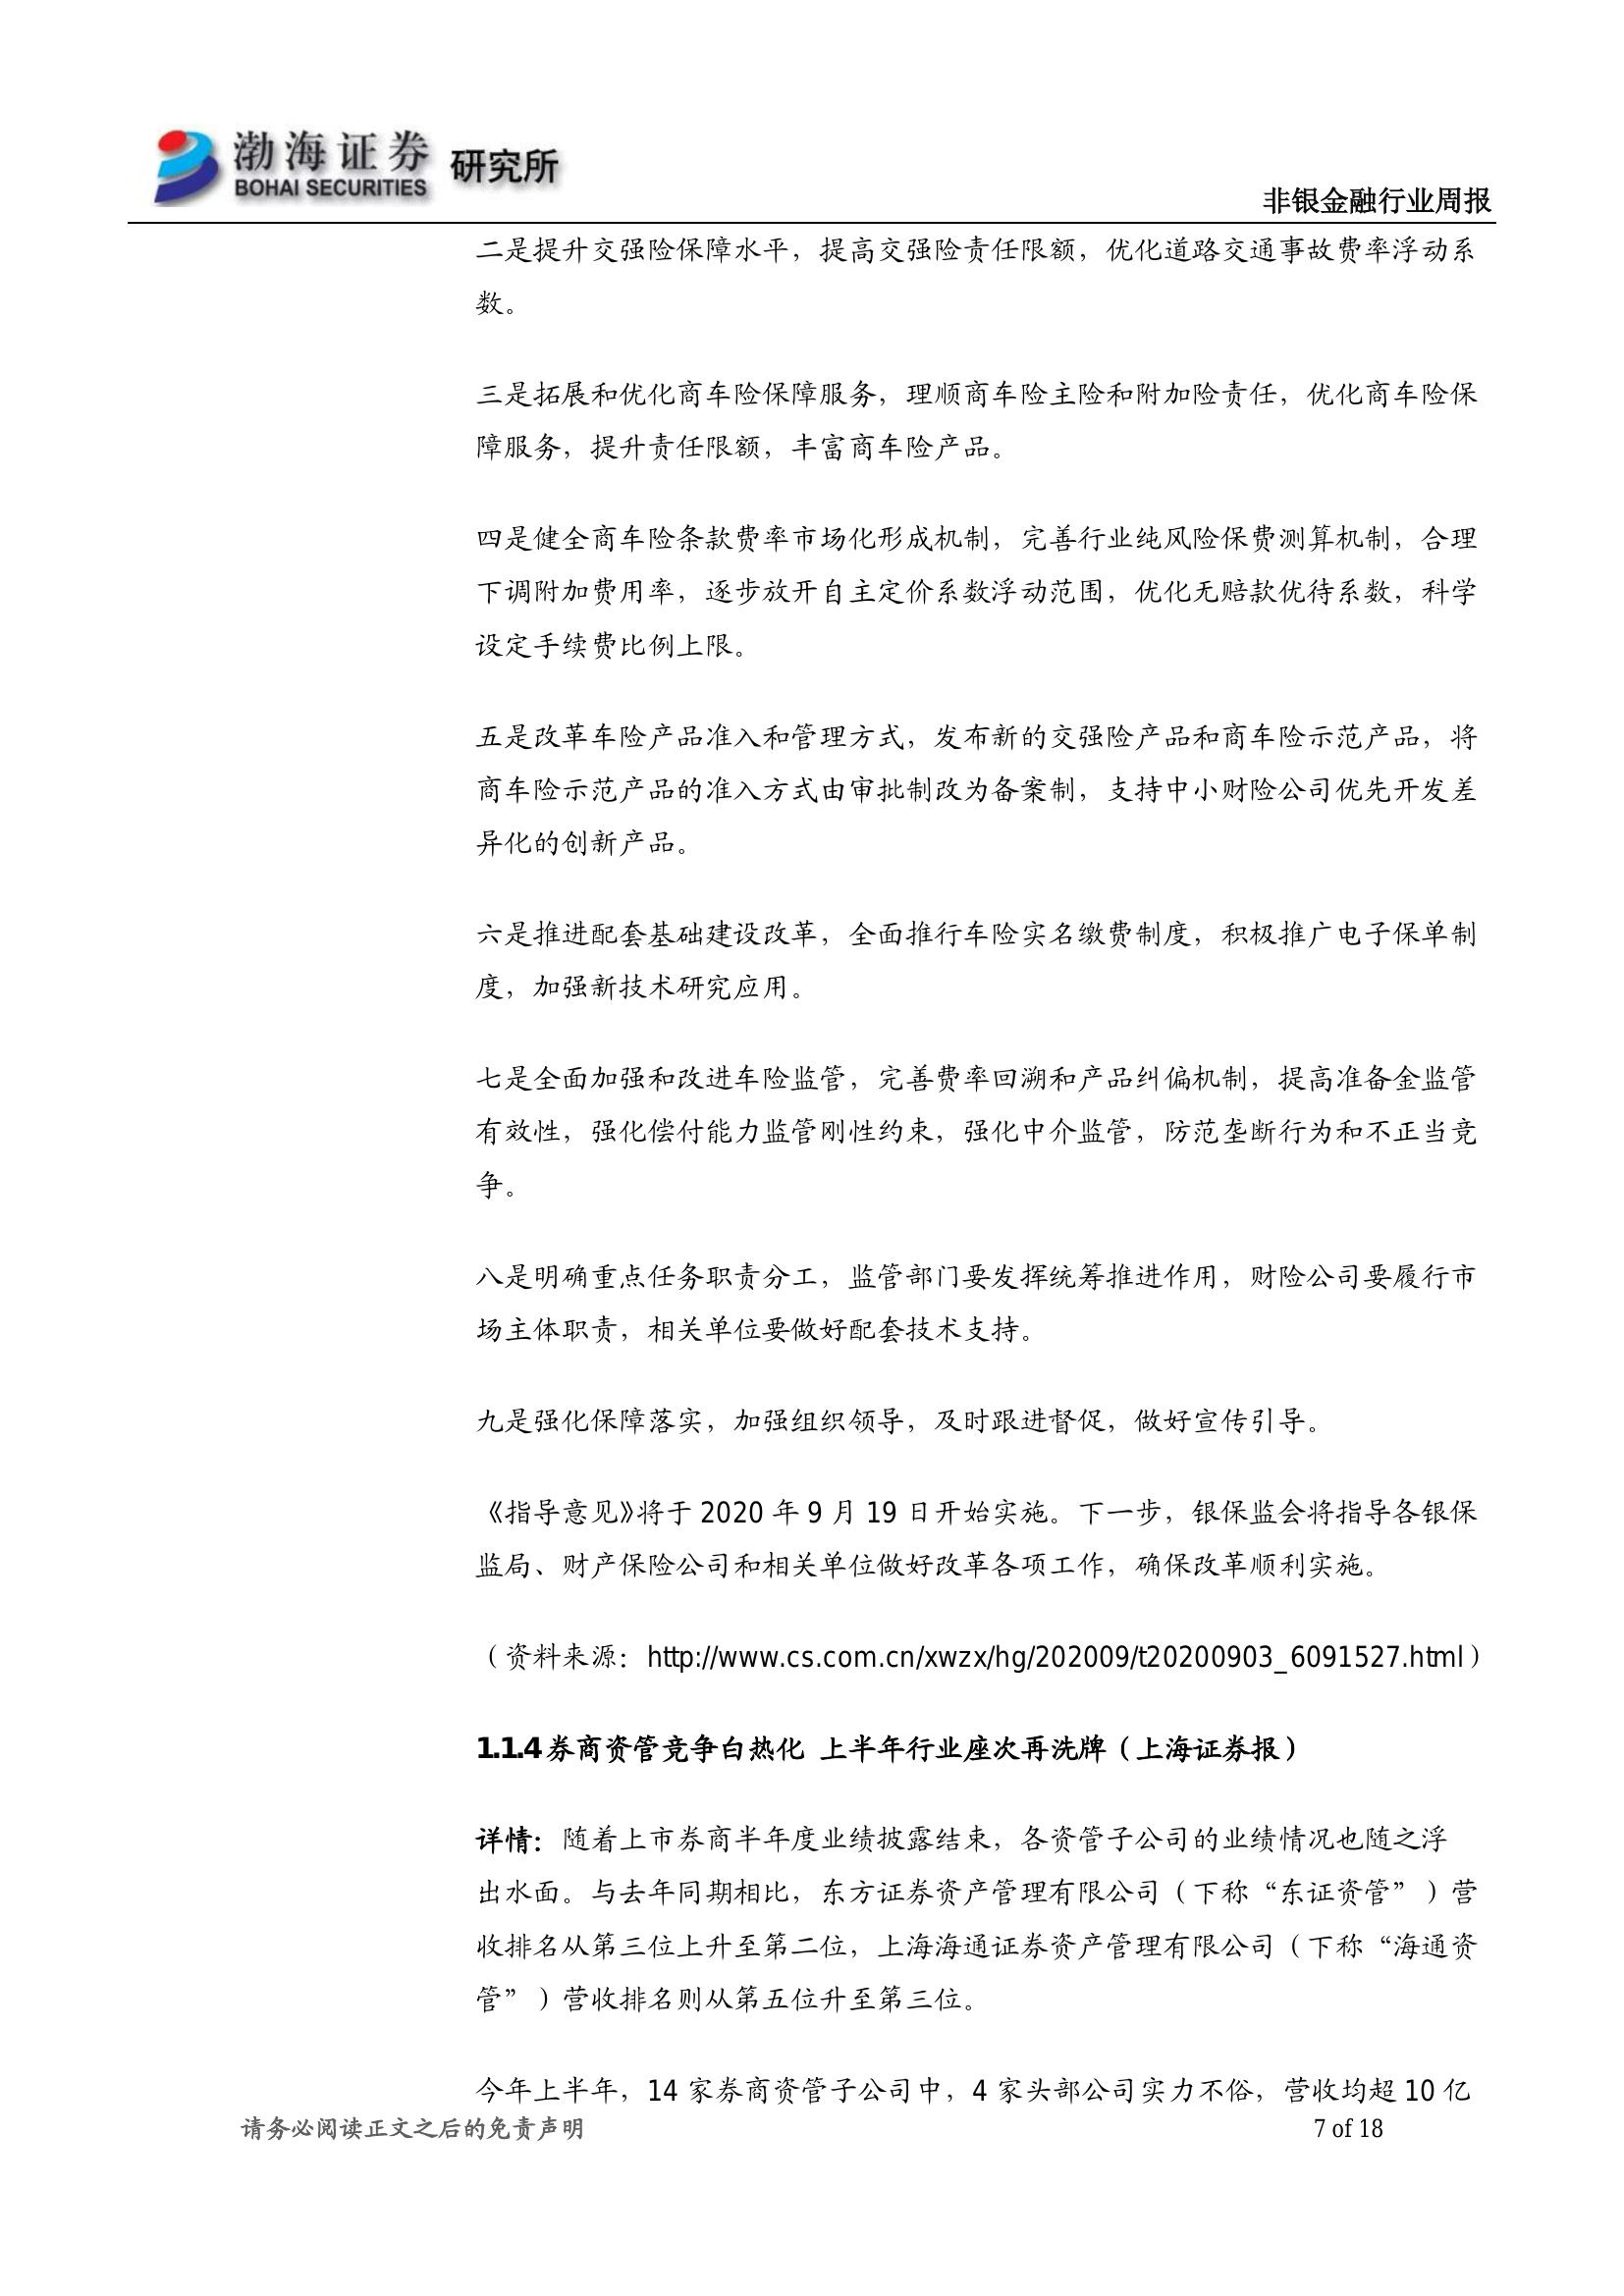 渤海证券 研究所
BOHAI SECURITIES
非银金融行业周报
二是提升交强险保障水平，提高交强险责任限额，优化道路交通事故费率浮动系
数。
三是拓展和优化商车险保障服务，理顺商车险主险和附加险责任，优化商车险保
障服务，提升责任限额，丰富商车险产品。
四是健全商车险条款费率市场化形成机制，完善行业纯风险保费测算机制，合理
下调附加费用率，逐步放开自主定价系数浮动范围，优化无赔款优待系数，科学
设定手续费比例上限。
五是改革车险产品准入和管理方式，发布新的交强险产品和商车险示范产品，将
商车险示范产品的准入方式由审批制改为备案制，支持中小财险公司优先开发差
异化的创新产品。
六是推进配套基础建设改革，全面推行车险实名缴费制度，积极推广电子保单制
度，加强新技术研究应用。
七是全面加强和改进车险监管，完善费率回溯和产品纠偏机制，提高准备金监管
有效性，强化偿付能力监管刚性约束，强化中介监管，防范垄断行为和不正当竞
争。
八是明确重点任务职责分工，监管部门要发挥统筹推进作用，财险公司要履行市
场主体职责，相关单位要做好配套技术支持。
九是强化保障落实，加强组织领导，及时跟进督促，做好宣传引导。
《指导意见》将于 2020 年 9 月 19 日开始实施。下一步，银保监会将指导各银保
监局、财产保险公司和相关单位做好改革各项工作，确保改革顺利实施。
（资料来源：http://www.cs.com.cn/xwzx/hg/202009/t20200903_6091527.html）
1.1.4 券商资管竞争白热化 上半年行业座次再洗牌（上海证券报）
详情：随着上市券商半年度业绩披露结束，各资管子公司的业绩情况也随之浮
出水面。与去年同期相比，东方证券资产管理有限公司（下称“东证资管”）营
收排名从第三位上升至第二位，上海海通证券资产管理有限公司（下称“海通资
管”）营收排名则从第五位升至第三位。
今年上半年，14 家券商资管子公司中，4 家头部公司实力不俗，营收均超 10 亿
请务必阅读正文之后的免责声明
7 of 18